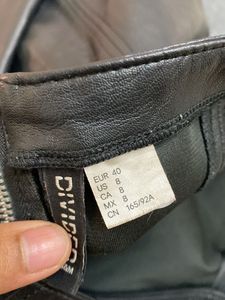 DIVIDED
EUR 40
US 8
CA 8
MX 8
CN 165/92A